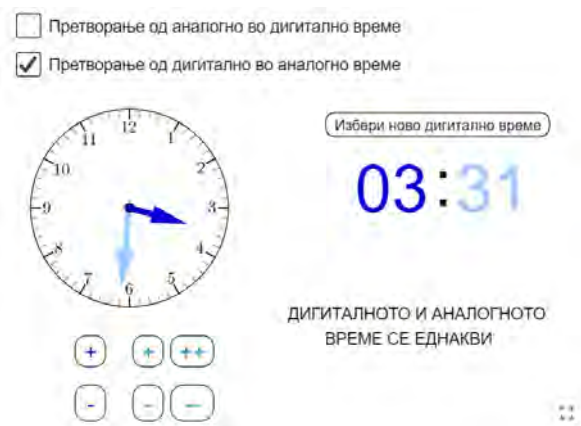 Претворање од аналогно во дигитално време
✓ Претворање од дигитално во аналогно време
Избери ново дигитално време
03:31
12
11 1
10 2
9 3
8 4
7 5
6
ДИГИТАЛНОТО И АНАЛОГНОТО
ВРЕМЕ СЕ ЕДНАКВИ
+ + ++
- - --